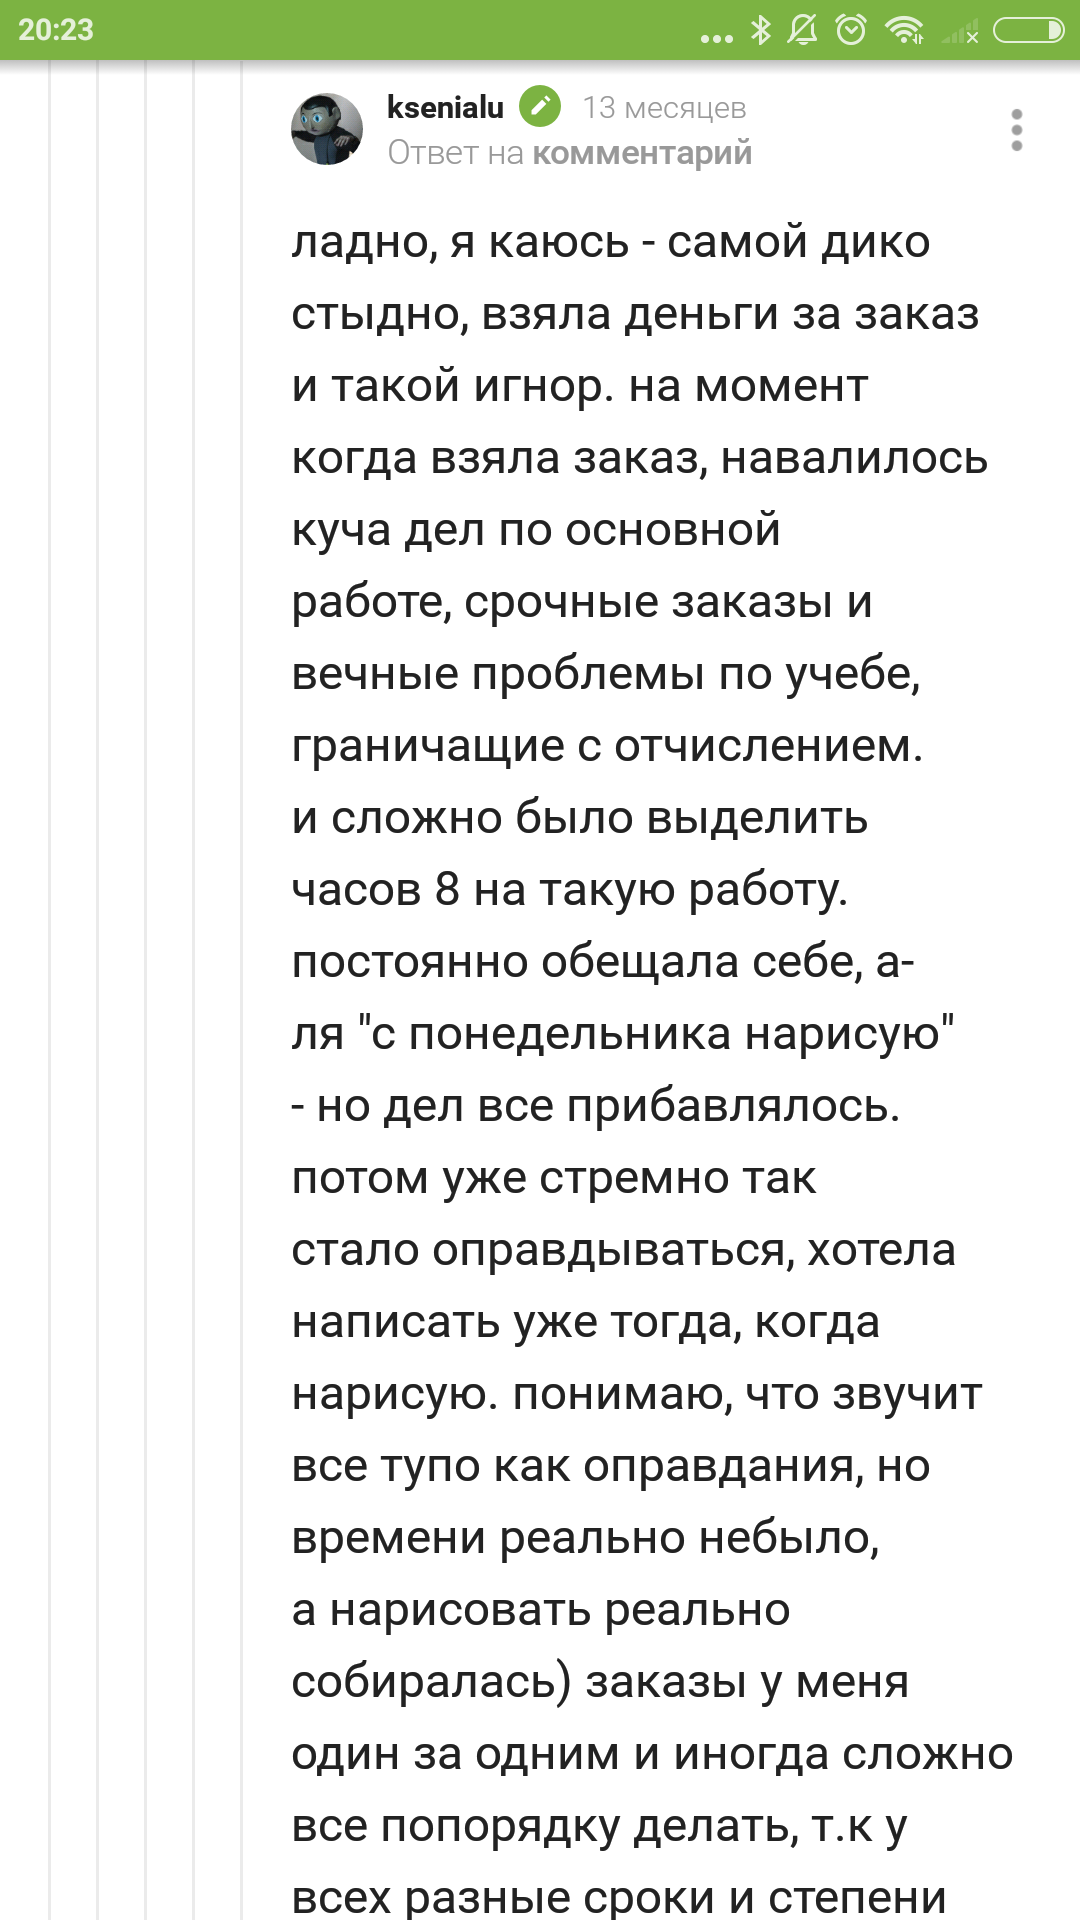 20:23
ksenialu 13 месяцев
Ответ на комментарий
ладно, я каюсь - самой дико
стыдно, взяла деньги за заказ
и такой игнор. на момент
когда взяла заказ, навалилось
куча дел по основной
работе, срочные заказы и
вечные проблемы по учебе,
граничащие с отчислением.
и сложно было выделить
часов 8 на такую работу.
постоянно обещала себе, а-
ля "с понедельника нарисую"
- но дел все прибавлялось.
потом уже стремно так
стало оправдываться, хотела
написать уже тогда, когда
нарисую. понимаю, что звучит
все тупо как оправдания, но
времени реально небыло,
а нарисовать реально
собиралась) заказы у меня
один за одним и иногда сложно
все попорядку делать, т.к у
всех разные сроки и степени